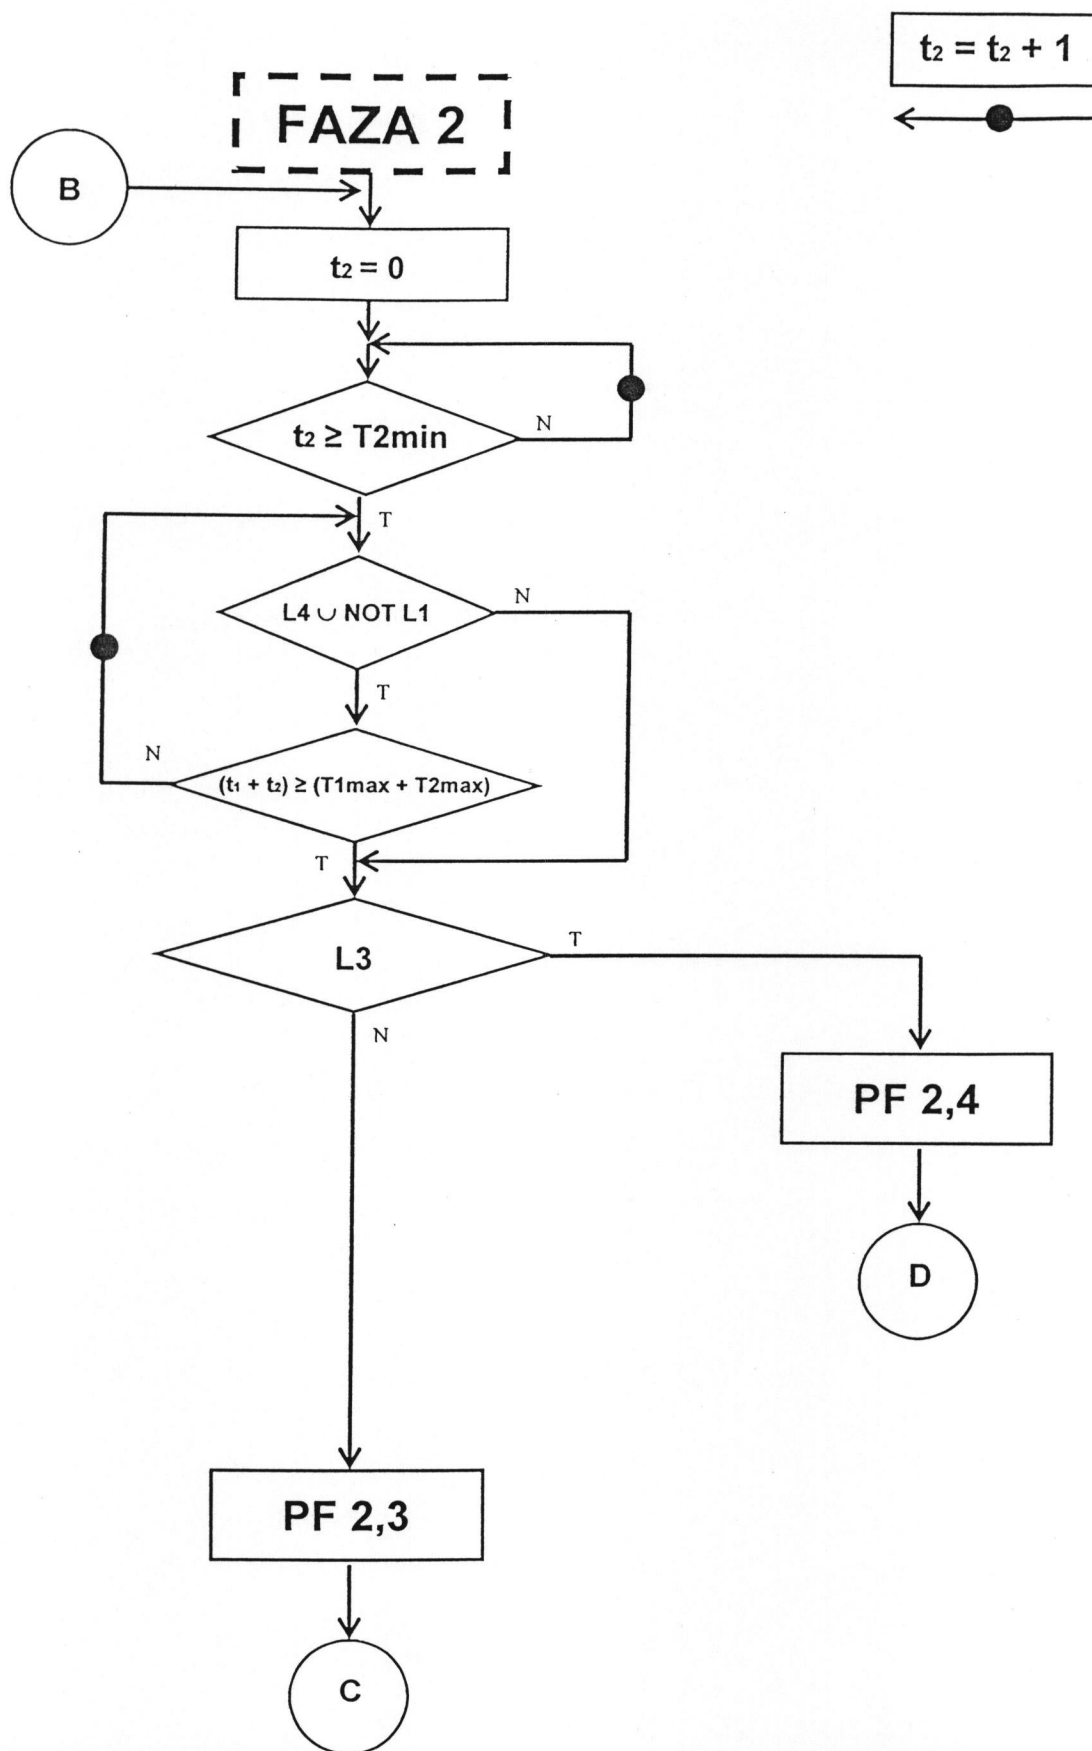 t₂ = t₂ + 1
FAZA 2
B
t₂ = 0
t₂ ≥ T2min
N
T
L4 ∪ NOT L1
N
T
N
(t₁ + t₂) ≥ (T1max + T2max)
T
L3
T
N
PF 2,4
D
PF 2,3
C